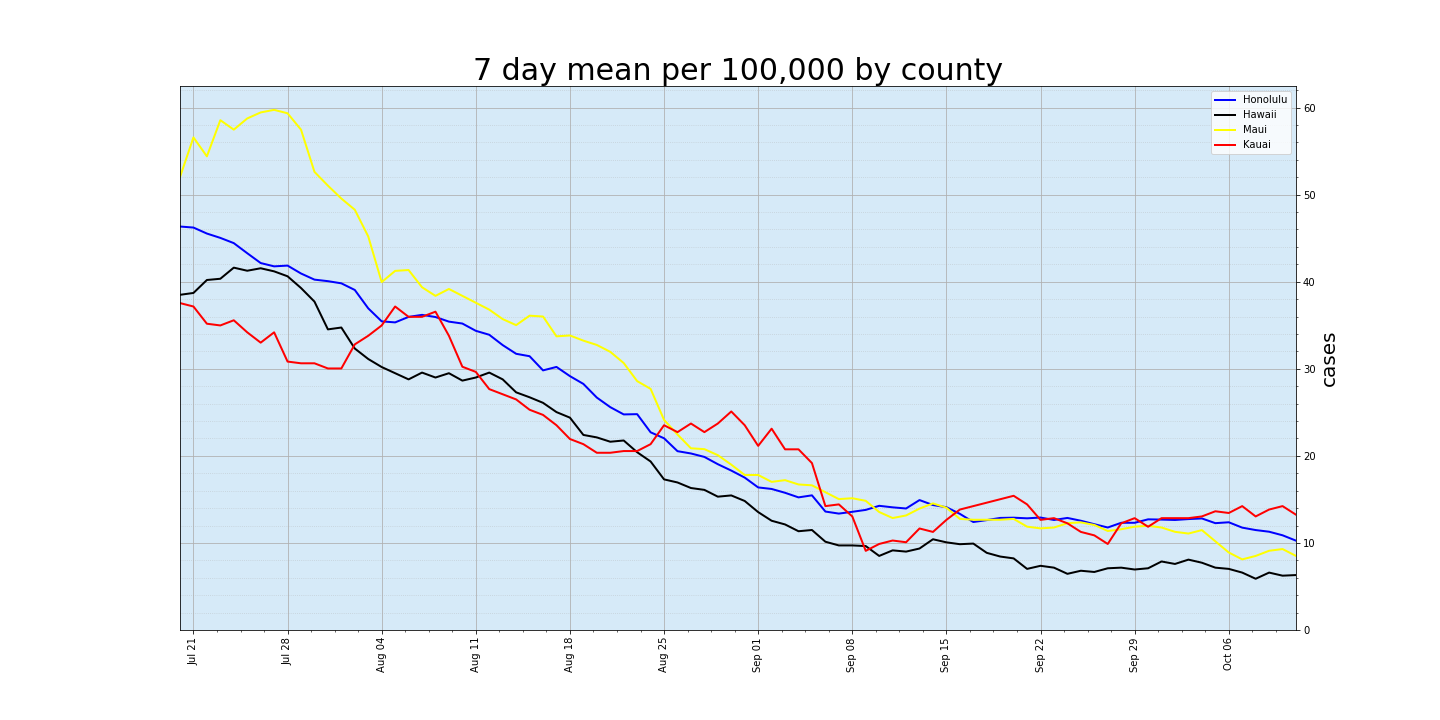 7 day mean per 100,000 by county
Honolulu
Hawaii
Maui
Kauai
60
50
40
30
20
10
0
cases
Jul 21
Jul 28
Aug 04
Aug 11
Aug 18
Aug 25
Sep 01
Sep 08
Sep 15
Sep 22
Sep 29
Oct 06